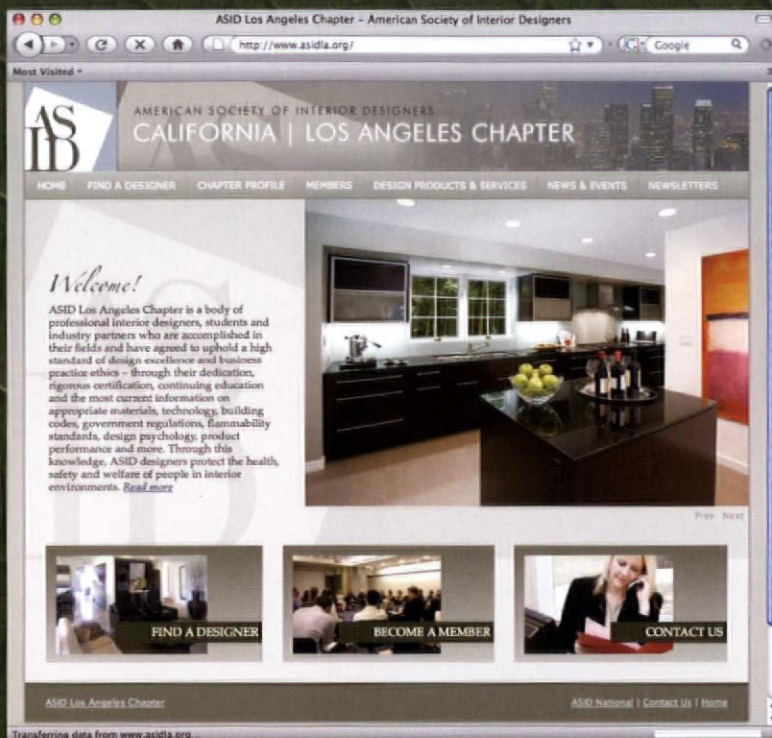 ASID Los Angeles Chapter – American Society of Interior Designers
http://www.asidla.org/
Google
Most Visited
ASID
AMERICAN SOCIETY OF INTERIOR DESIGNERS
CALIFORNIA | LOS ANGELES CHAPTER
HOME FIND A DESIGNER CHAPTER PROFILE MEMBERS DESIGN PRODUCTS & SERVICES NEWS & EVENTS NEWSLETTERS
Welcome!
ASID Los Angeles Chapter is a body of
professional interior designers, students and
industry partners who are accomplished in
their fields and have agreed to uphold a high
standard of design excellence and business
practice ethics – through their dedication,
rigorous certification, continuing education
and the most current information on
appropriate materials, technology, building
codes, government regulations, flammability
standards, design psychology, product
performance and more. Through this
knowledge, ASID designers protect the health,
safety and welfare of people in interior
environments. Read more
Prev Next
FIND A DESIGNER
BECOME A MEMBER
CONTACT US
ASID Los Angeles Chapter
ASID National | Contact Us | Home
Transferring data from www.asidla.org...